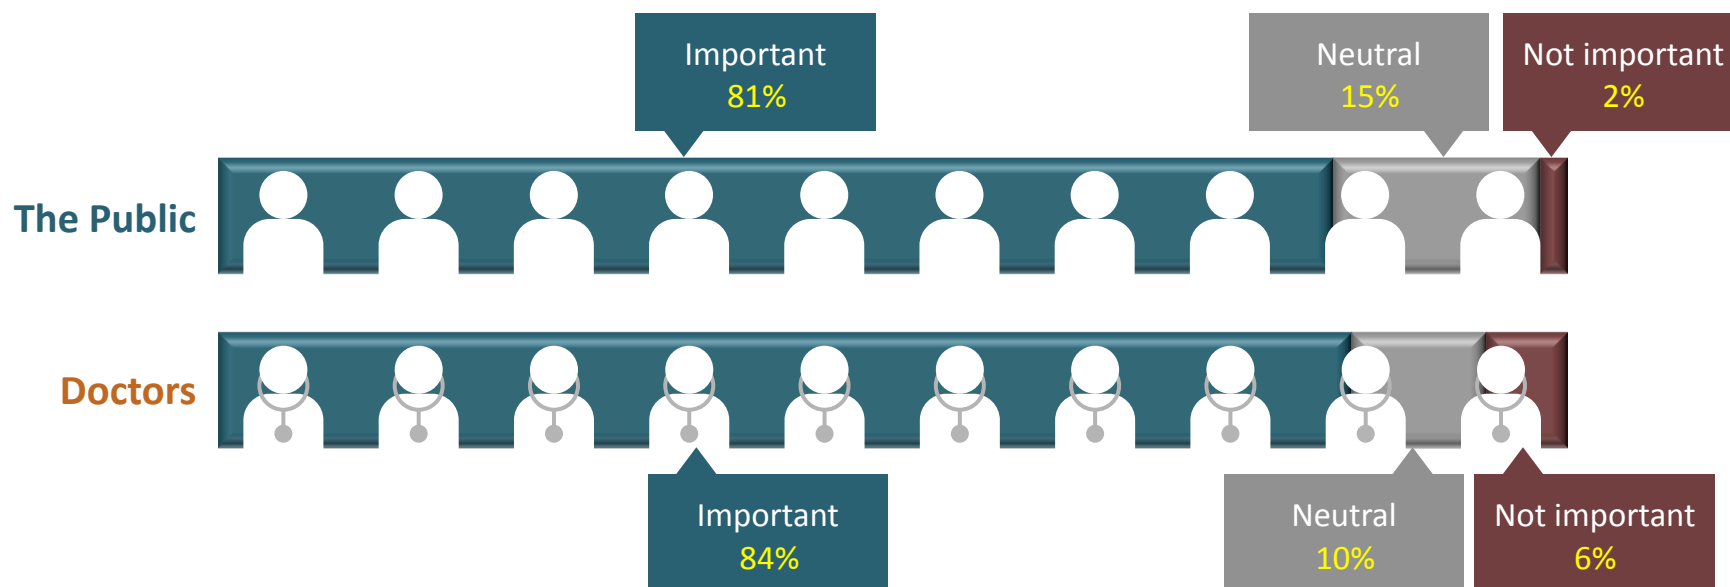 Important
81%
Neutral
15%
Not important
2%
The Public
Doctors
Important
84%
Neutral
10%
Not important
6%